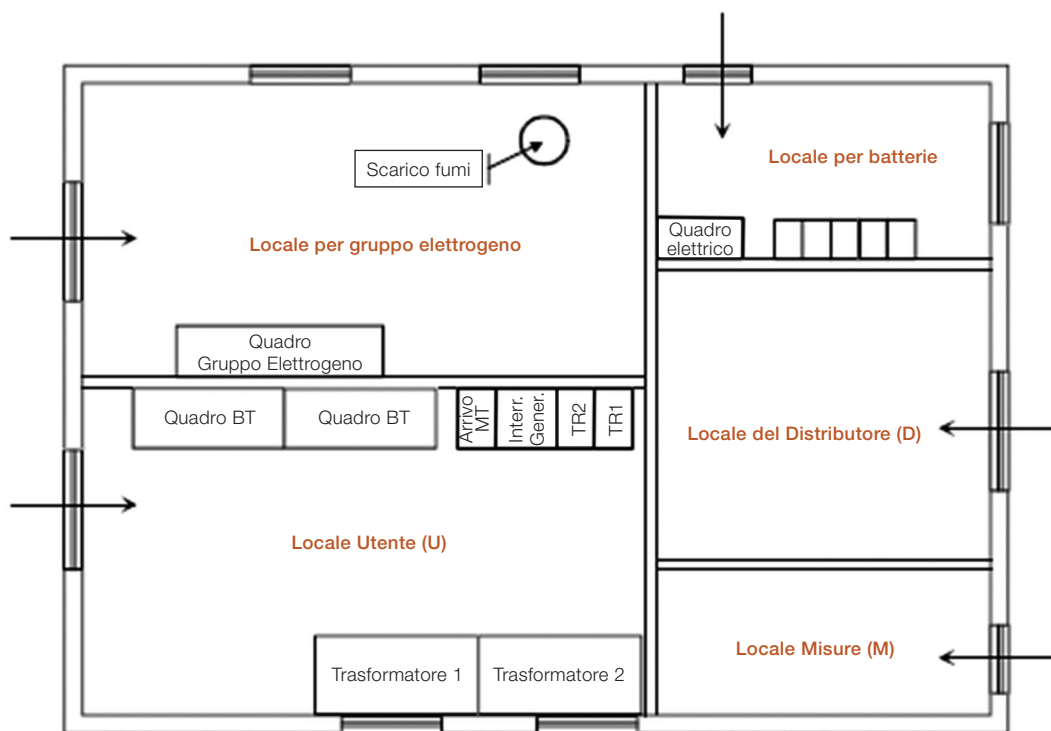 Scarico fumi
Locale per gruppo elettrogeno
Quadro
Gruppo Elettrogeno
Locale per batterie
Quadro
elettrico
Quadro BT
Quadro BT
Arrivo
MT
Interr.
Gener.
TR2
TR1
Locale del Distributore (D)
Locale Utente (U)
Trasformatore 1
Trasformatore 2
Locale Misure (M)